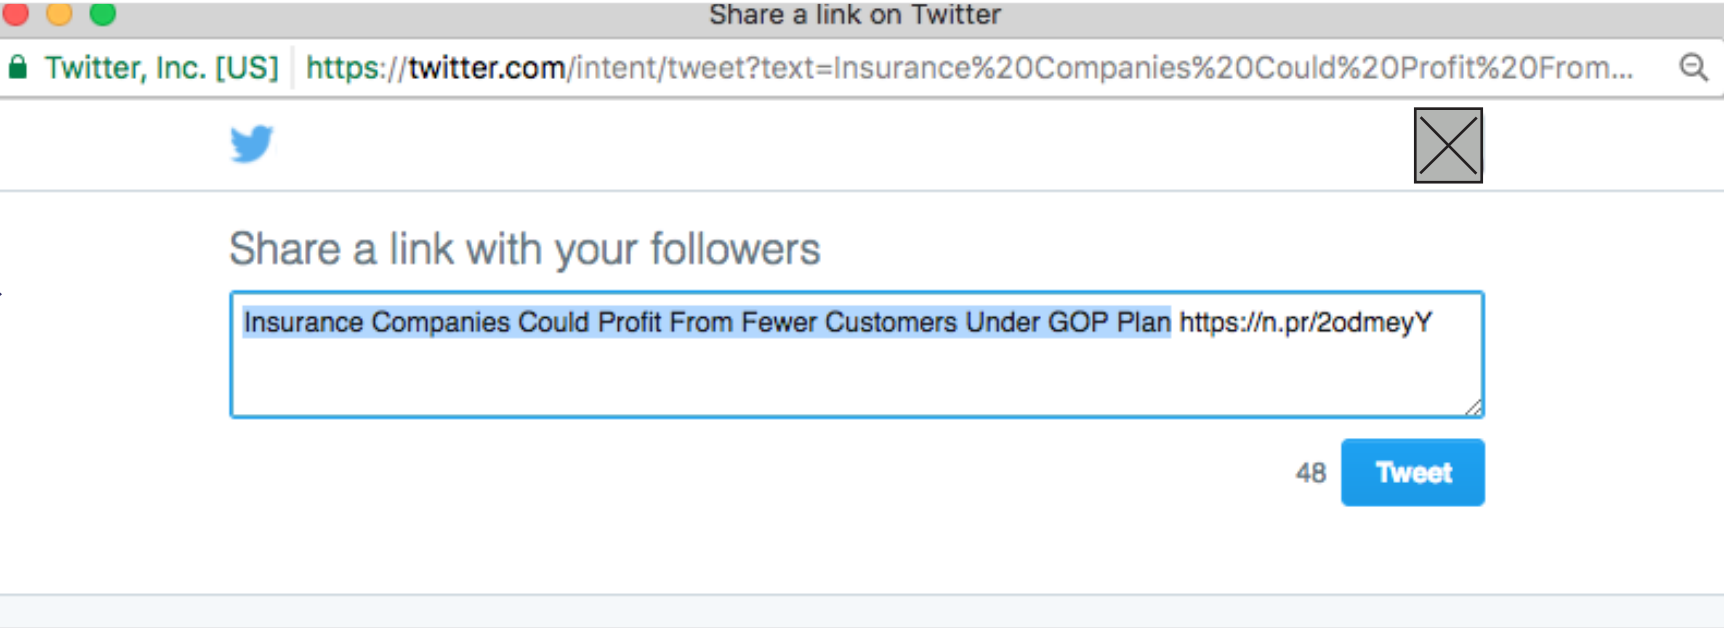 Share a link on Twitter
Twitter, Inc. [US] https://twitter.com/intent/tweet?text=Insurance%20Companies%20Could%20Profit%20From...
Share a link with your followers
Insurance Companies Could Profit From Fewer Customers Under GOP Plan https://n.pr/2odmeyY
48 Tweet